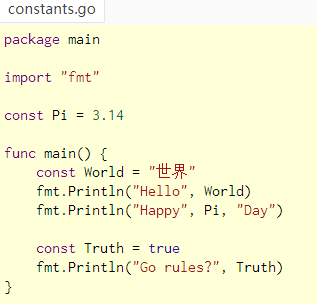 constants.go
package main
import "fmt"
const Pi = 3.14
func main() {
    const World = "世界"
    fmt.Println("Hello", World)
    fmt.Println("Happy", Pi, "Day")
    const Truth = true
    fmt.Println("Go rules?", Truth)
}